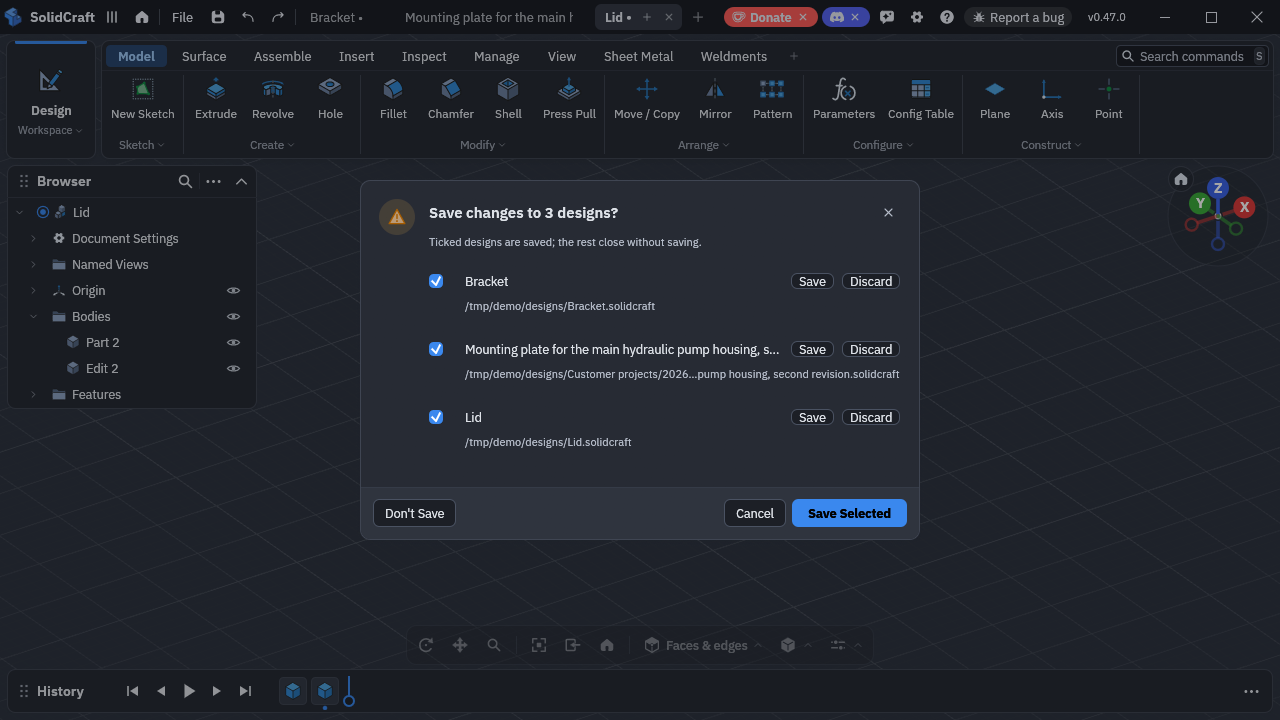 SolidCraft
File
Bracket •
Mounting plate for the main h
Lid •
Donate
Report a bug
v0.47.0
Design
Workspace
Model
Surface
Assemble
Insert
Inspect
Manage
View
Sheet Metal
Weldments
Search commands
S
New Sketch
Extrude
Revolve
Hole
Fillet
Chamfer
Shell
Press Pull
Move / Copy
Mirror
Pattern
Parameters
Config Table
Plane
Axis
Point
Sketch
Create
Modify
Arrange
Configure
Construct
Browser
Lid
Document Settings
Named Views
Origin
Bodies
Part 2
Edit 2
Features
Z
Y
X
Save changes to 3 designs?
Ticked designs are saved; the rest close without saving.
Bracket
Save
Discard
/tmp/demo/designs/Bracket.solidcraft
Mounting plate for the main hydraulic pump housing, s...
Save
Discard
/tmp/demo/designs/Customer projects/2026...pump housing, second revision.solidcraft
Lid
Save
Discard
/tmp/demo/designs/Lid.solidcraft
Don't Save
Cancel
Save Selected
Faces & edges
History